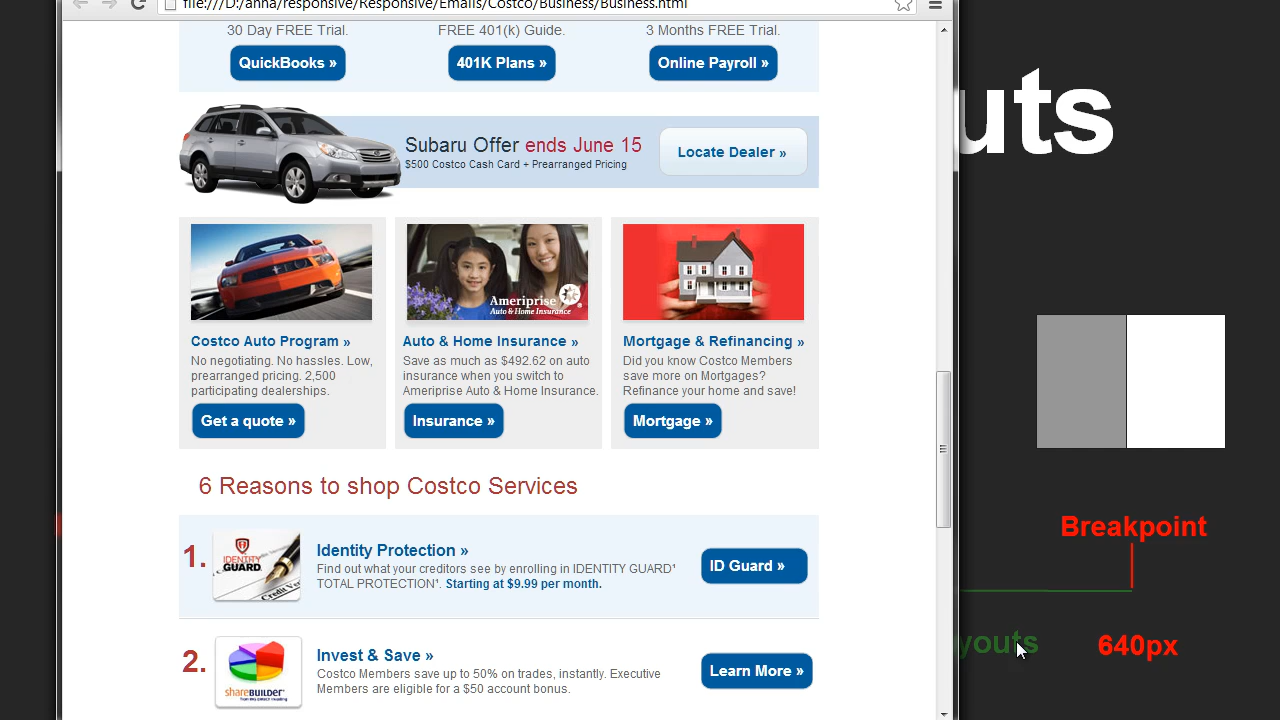 file:///D:/anna/responsive/Responsive/Emails/Costco/Business/Business.html
30 Day FREE Trial.
FREE 401(k) Guide.
3 Months FREE Trial.
QuickBooks »
401K Plans »
Online Payroll »
uts
Subaru Offer ends June 15
$500 Costco Cash Card + Prearranged Pricing
Locate Dealer »
Ameriprise
Auto & Home Insurance
Costco Auto Program »
No negotiating. No hassles. Low,
prearranged pricing. 2,500
participating dealerships.
Get a quote »
Auto & Home Insurance »
Save as much as $492.62 on auto
insurance when you switch to
Ameriprise Auto & Home Insurance.
Insurance »
Mortgage & Refinancing »
Did you know Costco Members
save more on Mortgages?
Refinance your home and save!
Mortgage »
6 Reasons to shop Costco Services
1.
IDENTITY
GUARD
Identity Protection »
Find out what your creditors see by enrolling in IDENTITY GUARD¹
TOTAL PROTECTION¹. Starting at $9.99 per month.
ID Guard »
Breakpoint
youts
640px
2.
sharebuilder
Invest & Save »
Costco Members save up to 50% on trades, instantly. Executive
Members are eligible for a $50 account bonus.
Learn More »